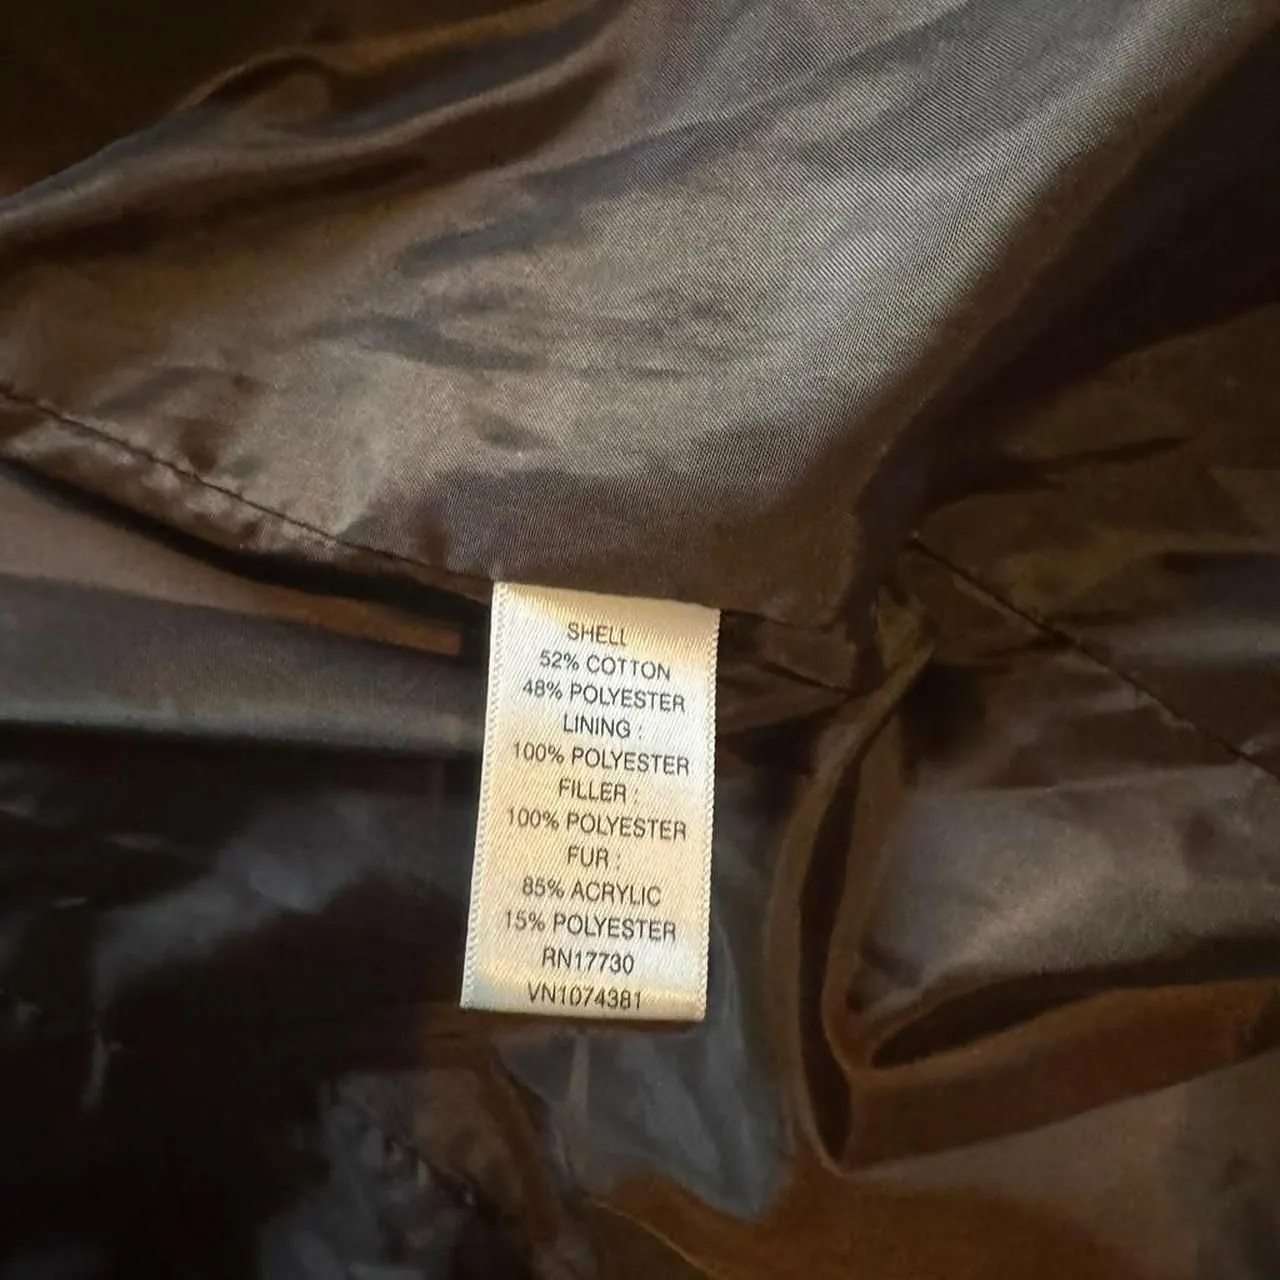 SHELL
52% COTTON
48% POLYESTER
LINING :
100% POLYESTER
FILLER :
100% POLYESTER
FUR :
85% ACRYLIC
15% POLYESTER
RN17730
VN1074381